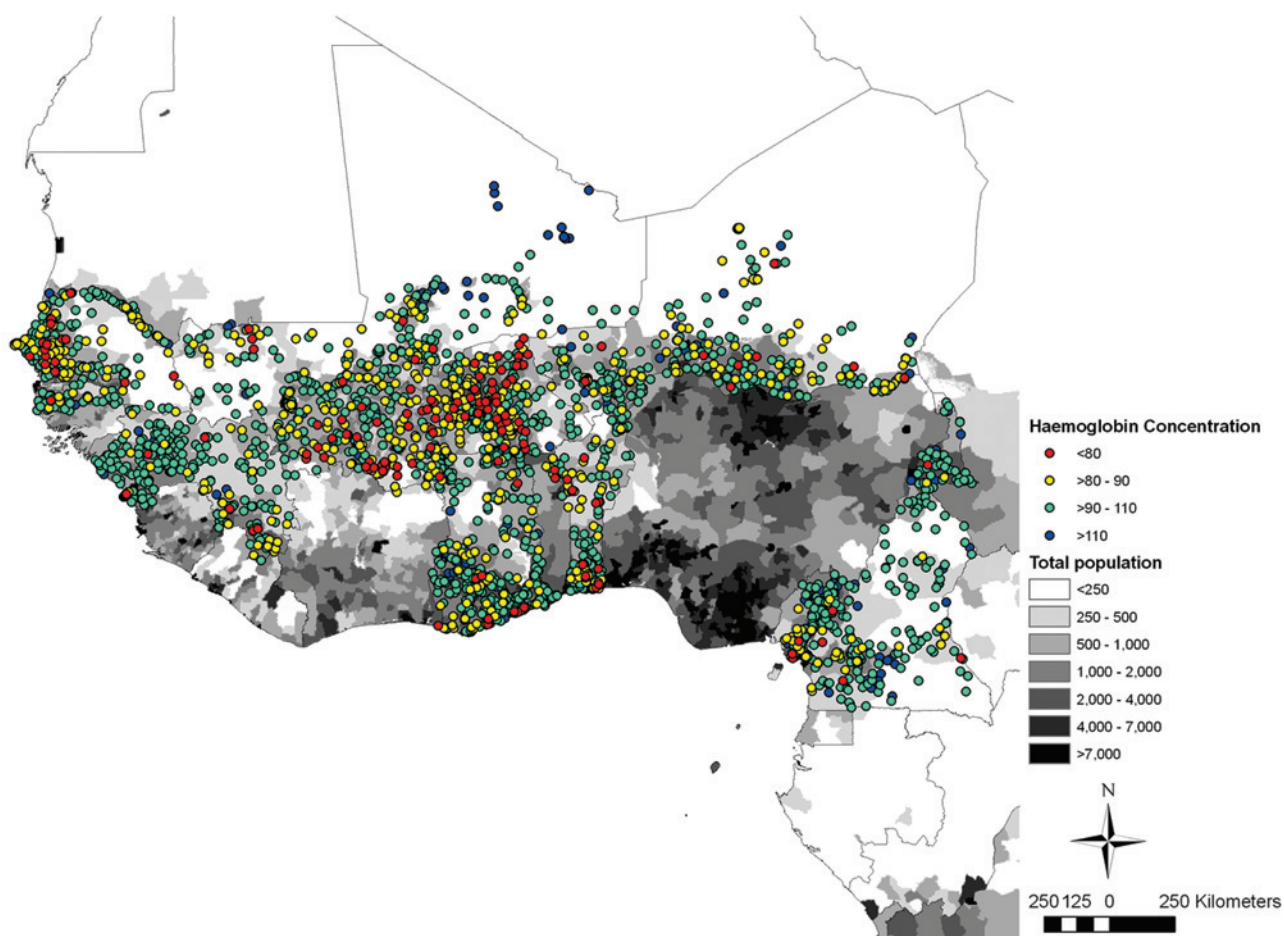 Haemoglobin Concentration
<80
>80 - 90
>90 - 110
>110
Total population
<250
250 - 500
500 - 1,000
1,000 - 2,000
2,000 - 4,000
4,000 - 7,000
>7,000
N
250 125 0 250 Kilometers